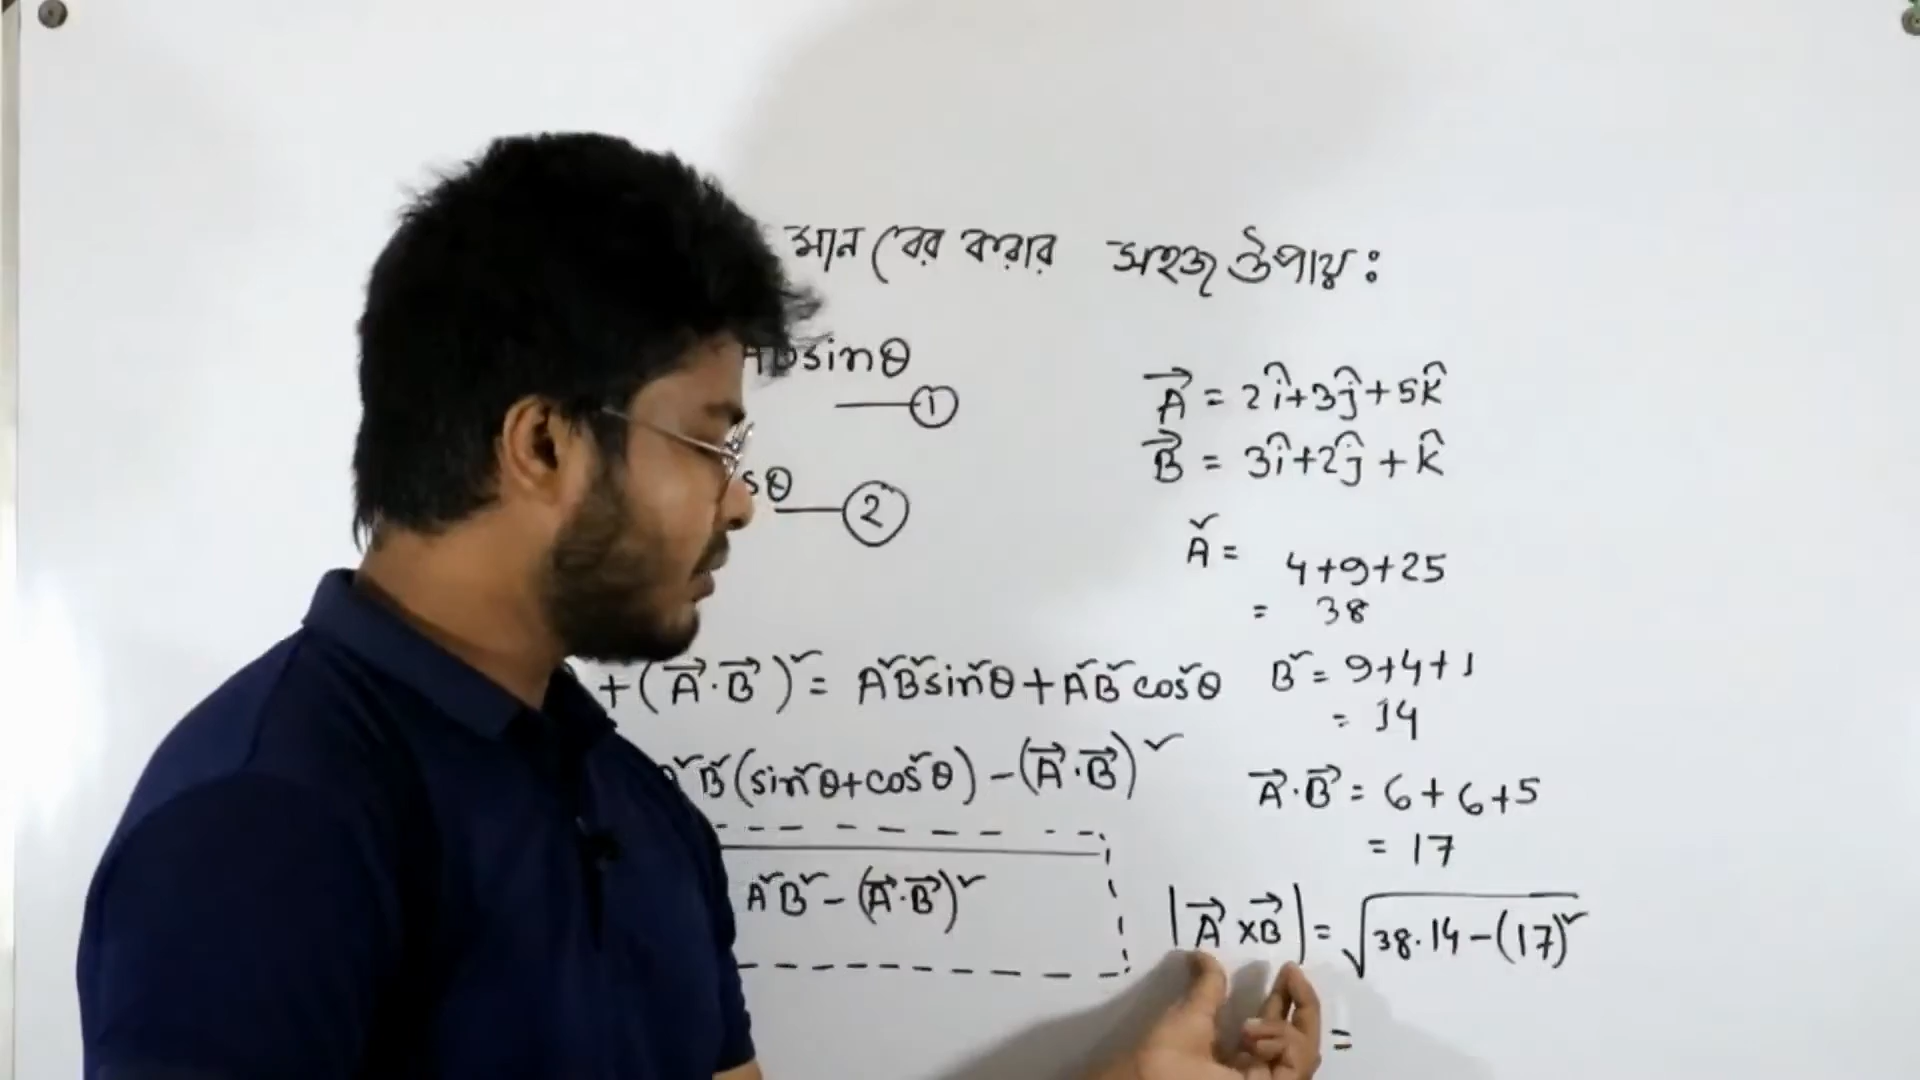 মান বের করার সহজ উপায়:
ABsinθ
①
sθ ②
+(A⃗·B⃗)² = A²B²sin²θ+A²B²cos²θ
A²B²(sin²θ+cos²θ) – (A⃗·B⃗)²
A²B² – (A⃗·B⃗)²
A⃗ = 2î+3ĵ+5k̂
B⃗ = 3î+2ĵ+k̂
A² = 4+9+25
= 38
B² = 9+4+1
= 14
A⃗·B⃗ = 6+6+5
= 17
|A⃗×B⃗| = √38·14–(17)²
=